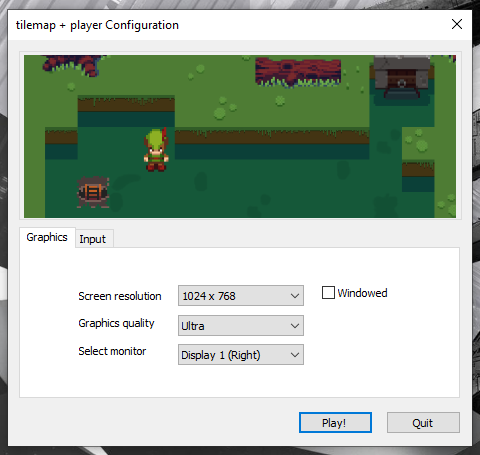 tilemap + player Configuration
Graphics
Input
Screen resolution
1024 x 768
Windowed
Graphics quality
Ultra
Select monitor
Display 1 (Right)
Play!
Quit